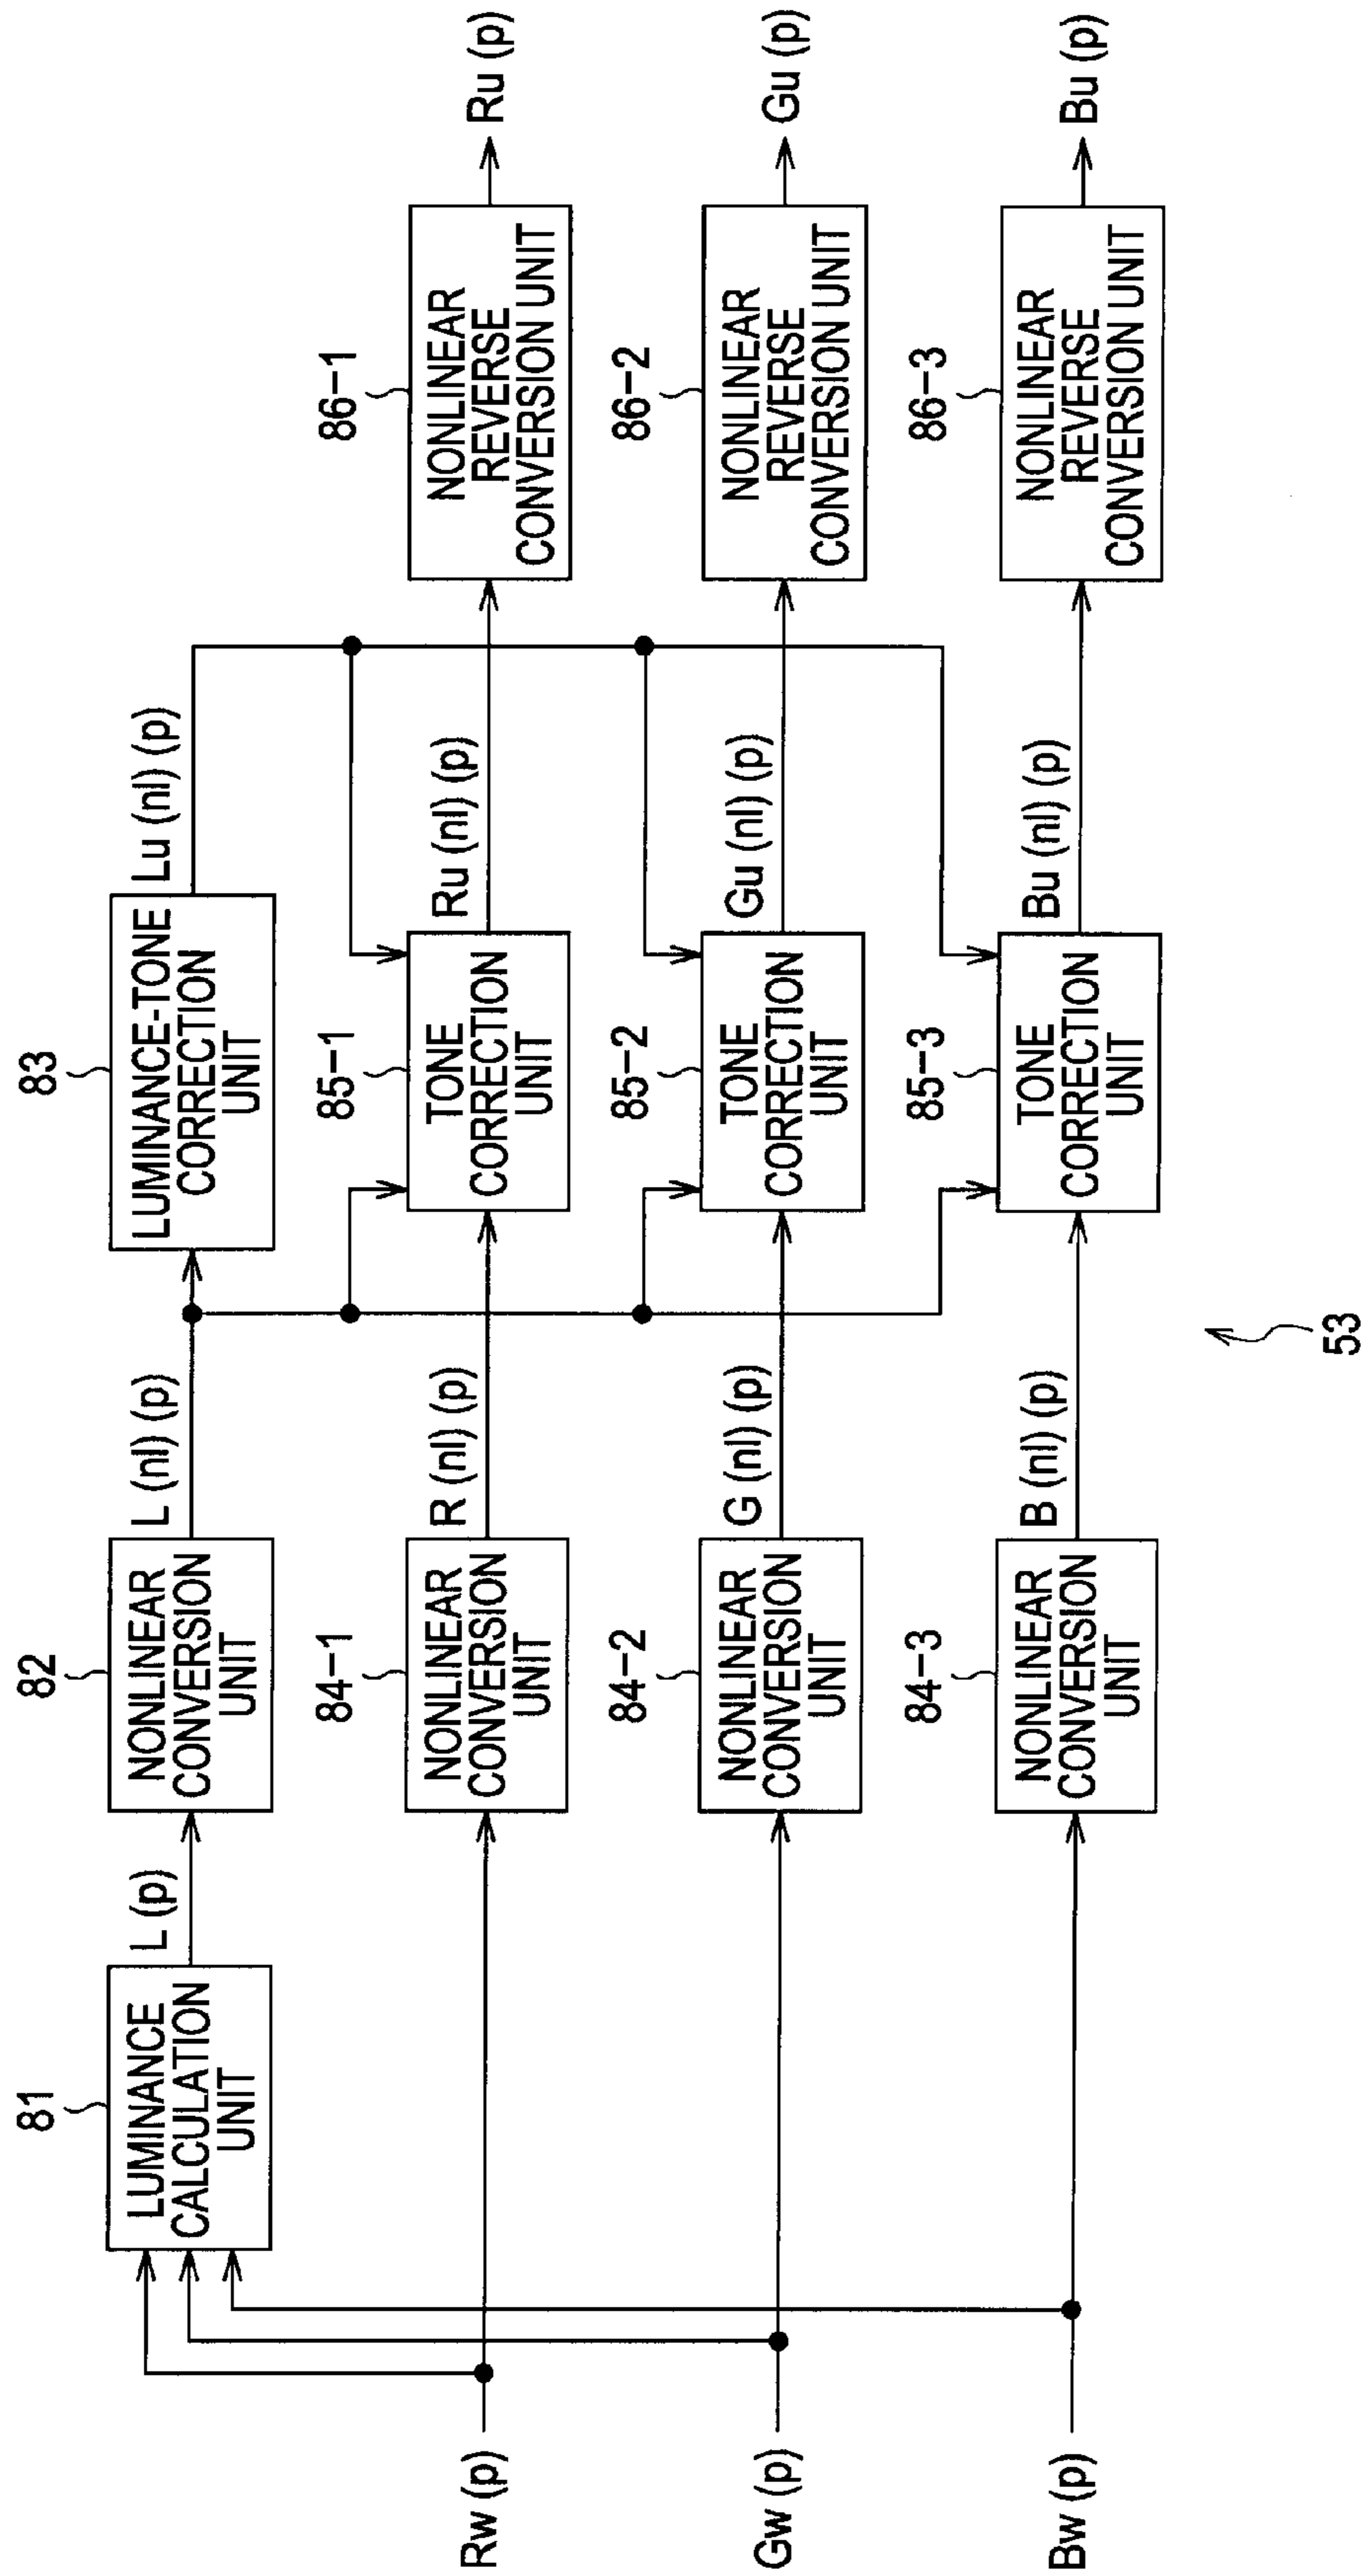 81
LUMINANCE
CALCULATION
UNIT
L (p)
82
NONLINEAR
CONVERSION
UNIT
L (nl) (p)
83
LUMINANCE-TONE
CORRECTION
UNIT
Lu (nl) (p)
Rw (p)
84-1
NONLINEAR
CONVERSION
UNIT
R (nl) (p)
85-1
TONE
CORRECTION
UNIT
Ru (nl) (p)
86-1
NONLINEAR
REVERSE
CONVERSION UNIT
Ru (p)
Gw (p)
84-2
NONLINEAR
CONVERSION
UNIT
G (nl) (p)
85-2
TONE
CORRECTION
UNIT
Gu (nl) (p)
86-2
NONLINEAR
REVERSE
CONVERSION UNIT
Gu (p)
Bw (p)
84-3
NONLINEAR
CONVERSION
UNIT
B (nl) (p)
85-3
TONE
CORRECTION
UNIT
Bu (nl) (p)
86-3
NONLINEAR
REVERSE
CONVERSION UNIT
Bu (p)
53